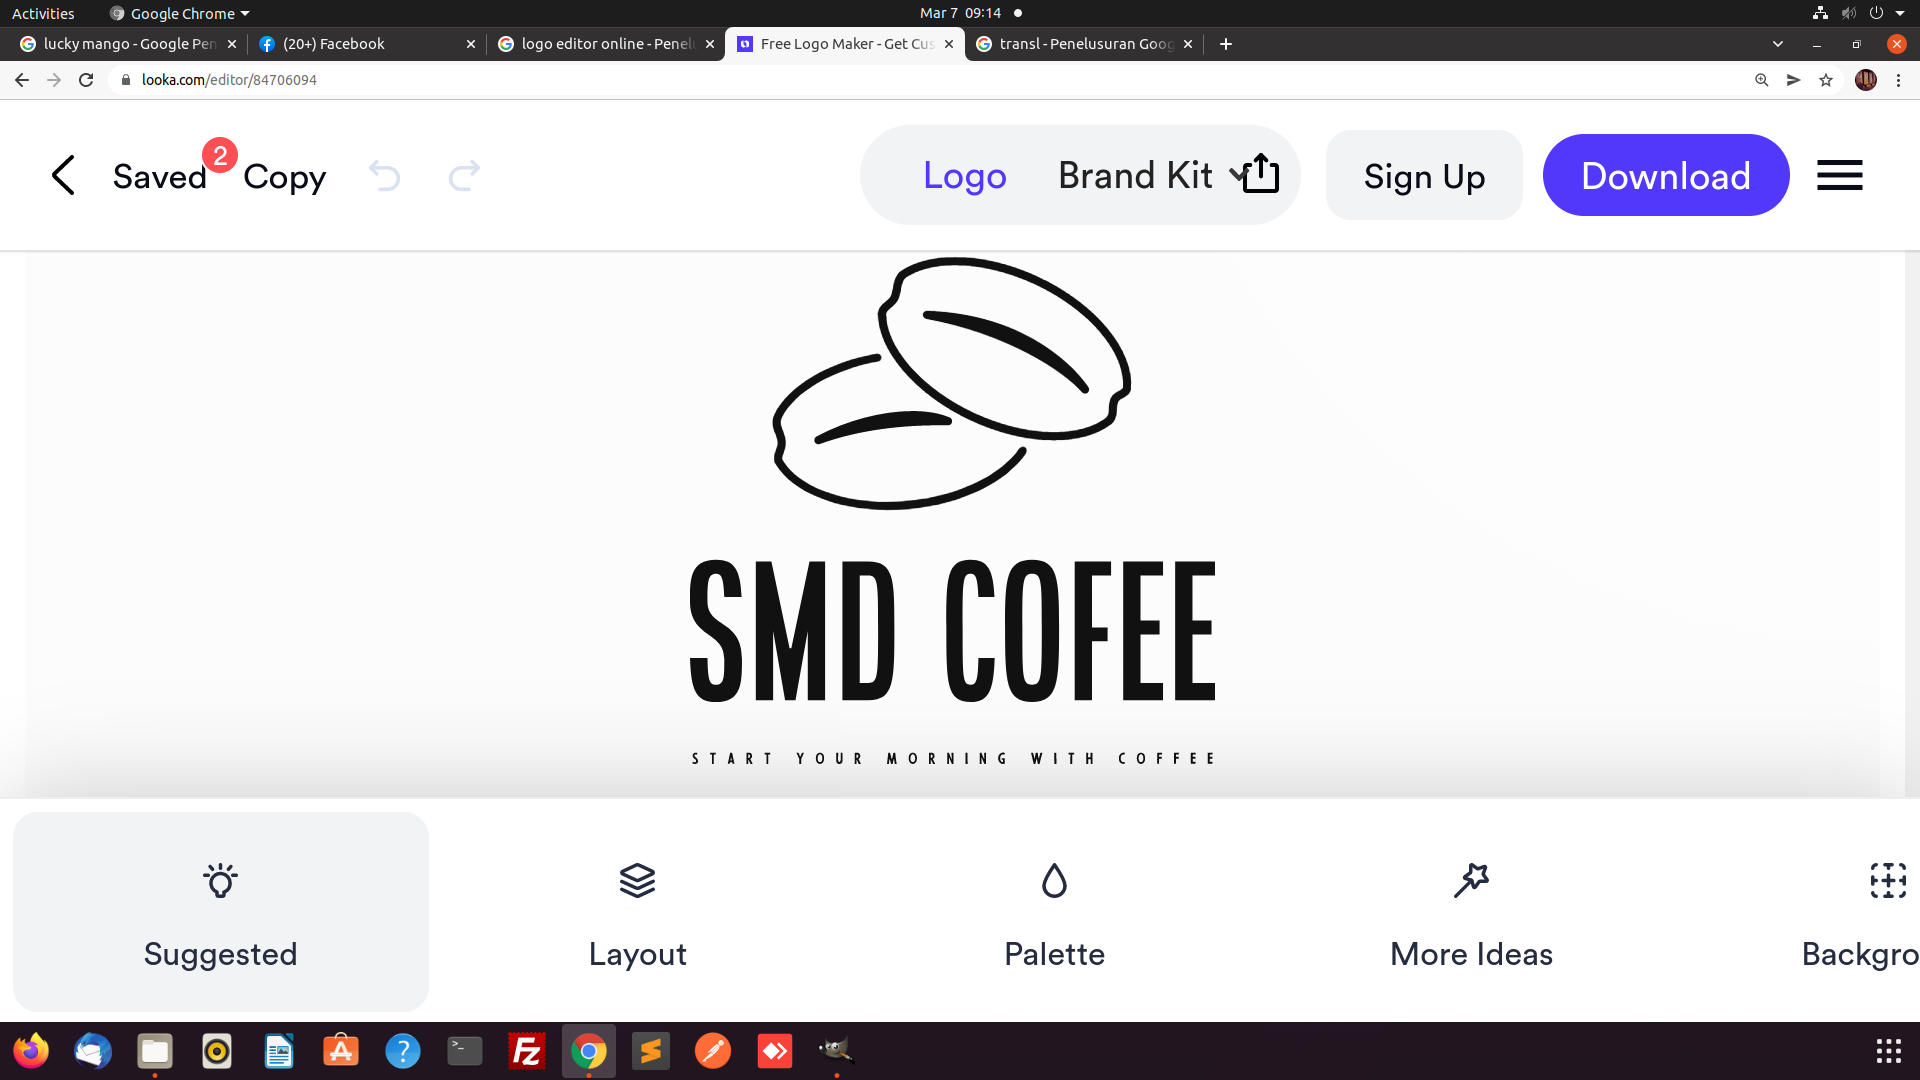 Activities
Google Chrome
Mar 7 09:14
lucky mango - Google Pen
(20+) Facebook
logo editor online - Penelu
Free Logo Maker - Get Cus
transl - Penelusuran Goog
looka.com/editor/84706094
Saved
2
Copy
Logo
Brand Kit
Sign Up
Download
SMD COFEE
START YOUR MORNING WITH COFFEE
Suggested
Layout
Palette
More Ideas
Backgro